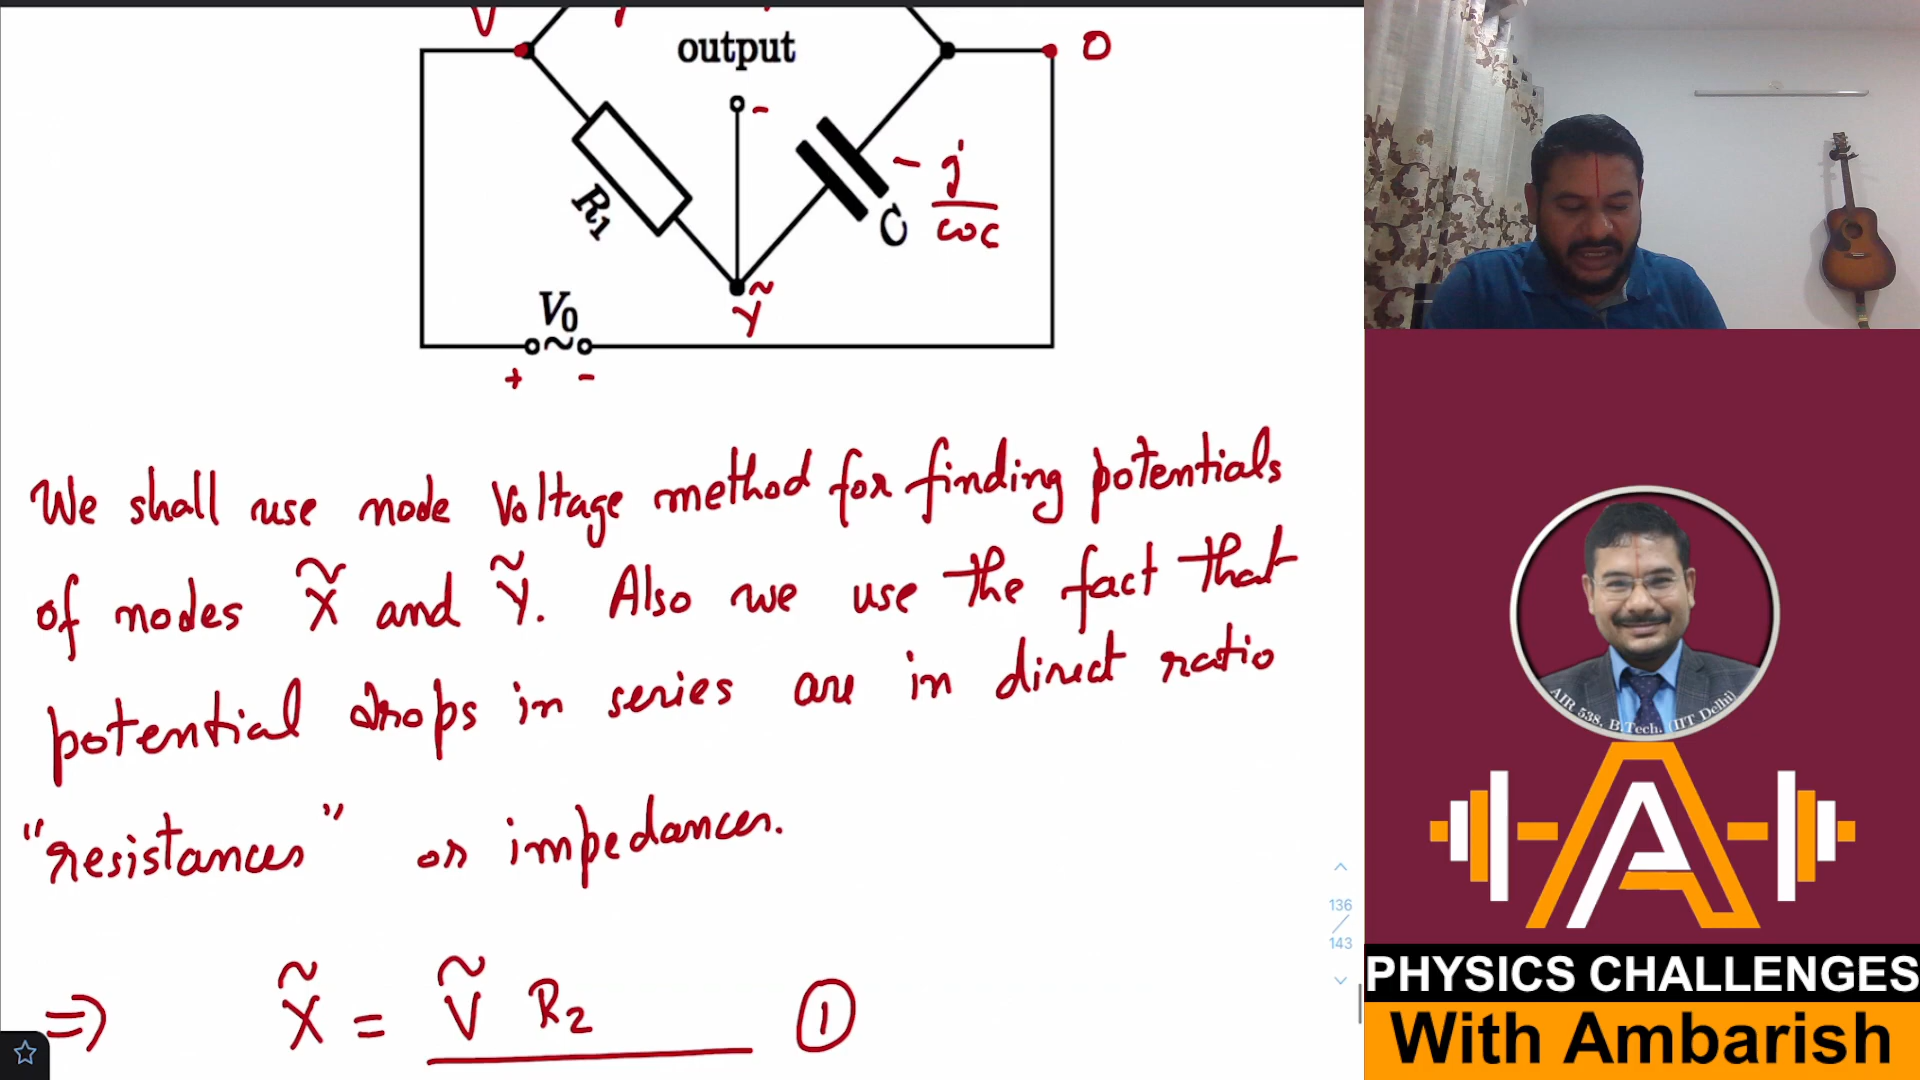 output
0
-
R₁
C
- j
ωc
Ỹ
V₀
~
+ -
We shall use node voltage method for finding potentials
of nodes X̃ and Ỹ. Also we use the fact that
potential drops in series are in direct ratio
"resistances" or impedances.
⇒ X̃ = Ṽ R₂ ①
136
/
143
AIR 538, B.Tech. (IIT Delhi)
A
PHYSICS CHALLENGES
With Ambarish